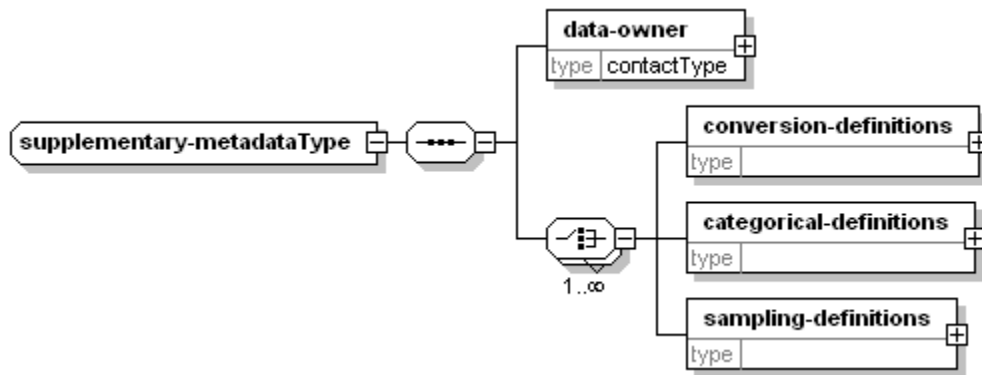 data-owner
type contactType
supplementary-metadataType
conversion-definitions
type
categorical-definitions
type
1..∞
sampling-definitions
type